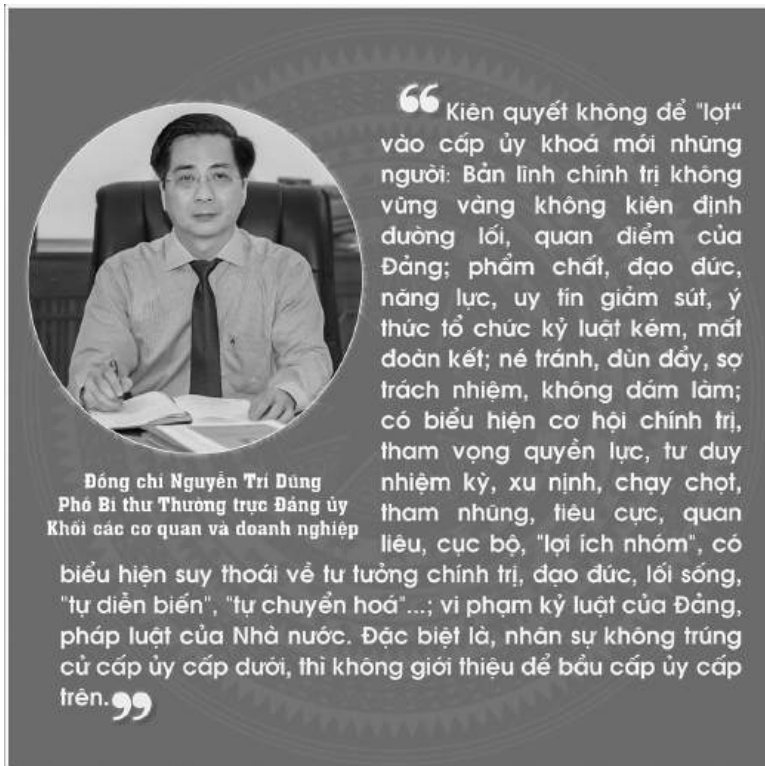 “ Kiên quyết không để "lọt“
vào cấp ủy khoá mới những
người: Bản lĩnh chính trị không
vững vàng không kiên định
đường lối, quan điểm của
Đảng; phẩm chất, đạo đức,
năng lực, uy tín giảm sút, ý
thức tổ chức kỷ luật kém, mất
đoàn kết; né tránh, đùn đẩy, sợ
trách nhiệm, không dám làm;
có biểu hiện cơ hội chính trị,
tham vọng quyền lực, tư duy
nhiệm kỳ, xu nịnh, chạy chọt,
tham nhũng, tiêu cực, quan
liêu, cục bộ, "lợi ích nhóm", có
biểu hiện suy thoái về tư tưởng chính trị, đạo đức, lối sống,
"tự diễn biến", "tự chuyển hoá"...; vi phạm kỷ luật của Đảng,
pháp luật của Nhà nước. Đặc biệt là, nhân sự không trúng
cử cấp ủy cấp dưới, thì không giới thiệu để bầu cấp ủy cấp
trên.”
Đồng chí Nguyễn Trí Dũng
Phó Bí thư Thường trực Đảng ủy
Khối các cơ quan và doanh nghiệp